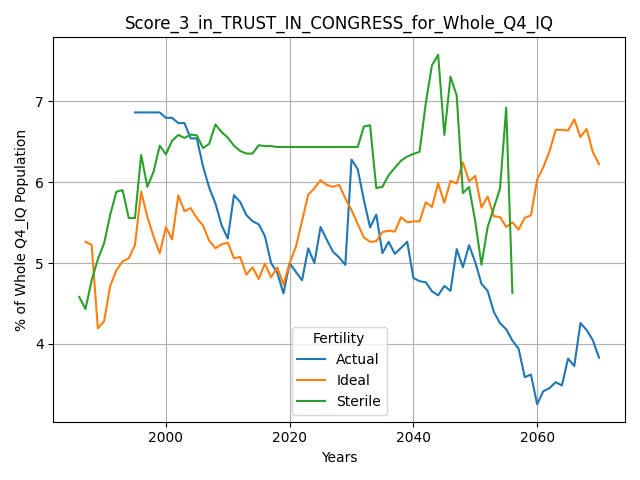 Score_3_in_TRUST_IN_CONGRESS_for_Whole_Q4_IQ
% of Whole Q4_IQ Population
7
6
5
4
Fertility
Actual
Ideal
Sterile
2000
2020
2040
2060
Years